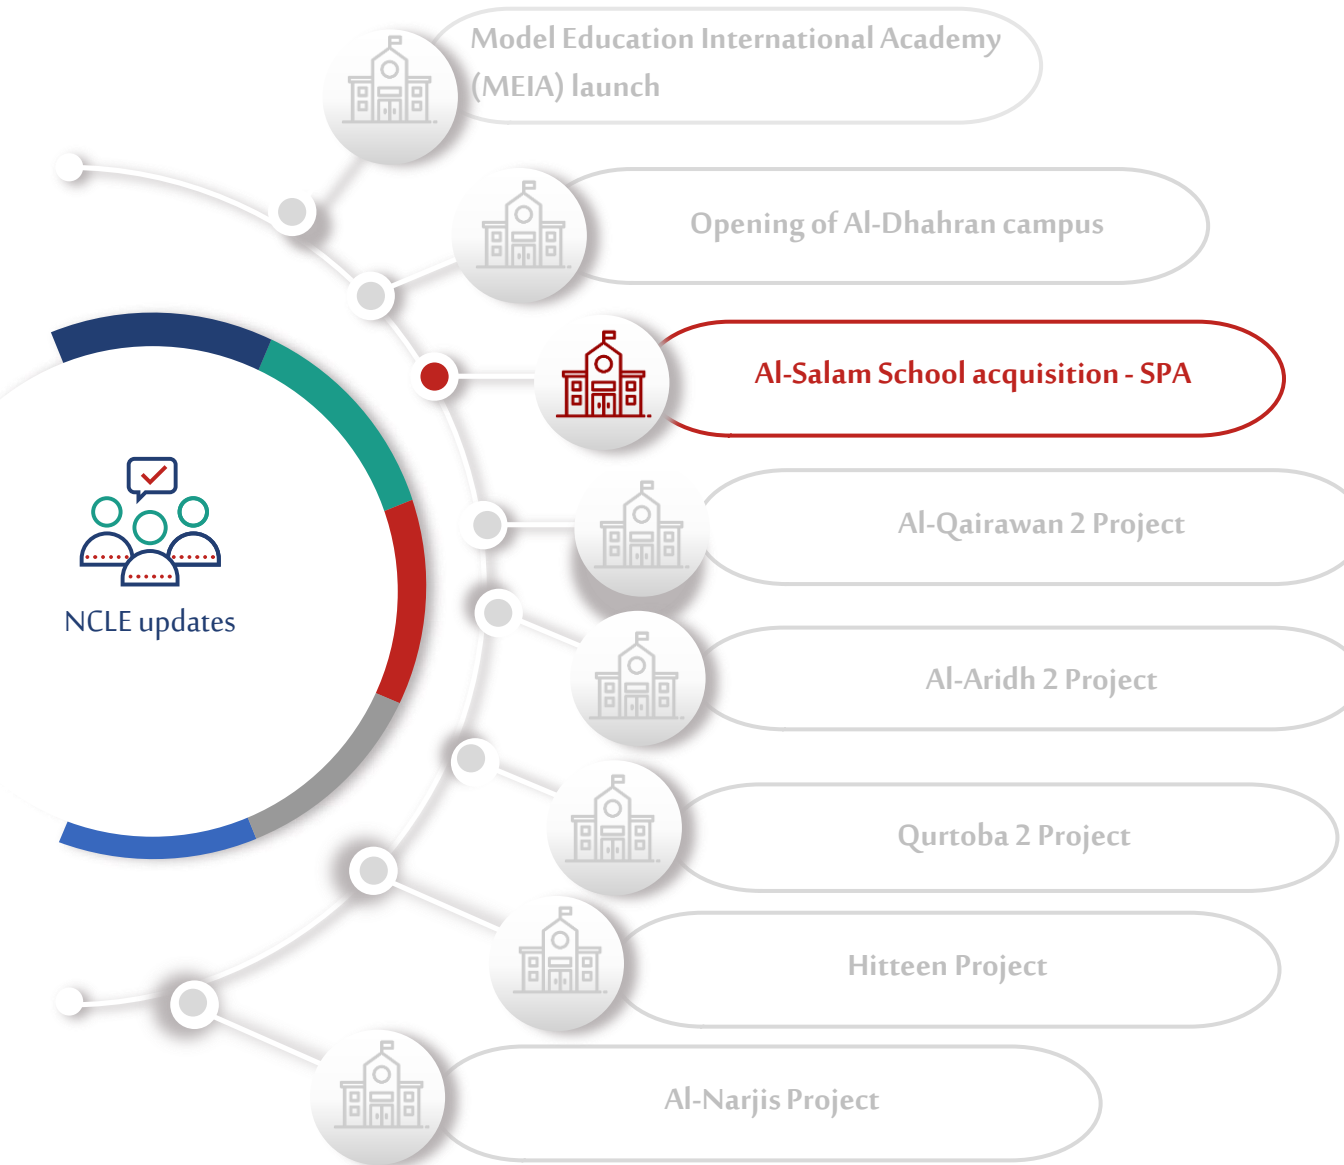 Model Education International Academy
(MEIA) launch
Opening of Al-Dhahran campus
Al-Salam School acquisition - SPA
Al-Qairawan 2 Project
NCLE updates
Al-Aridh 2 Project
Qurtoba 2 Project
Hitteen Project
Al-Narjis Project